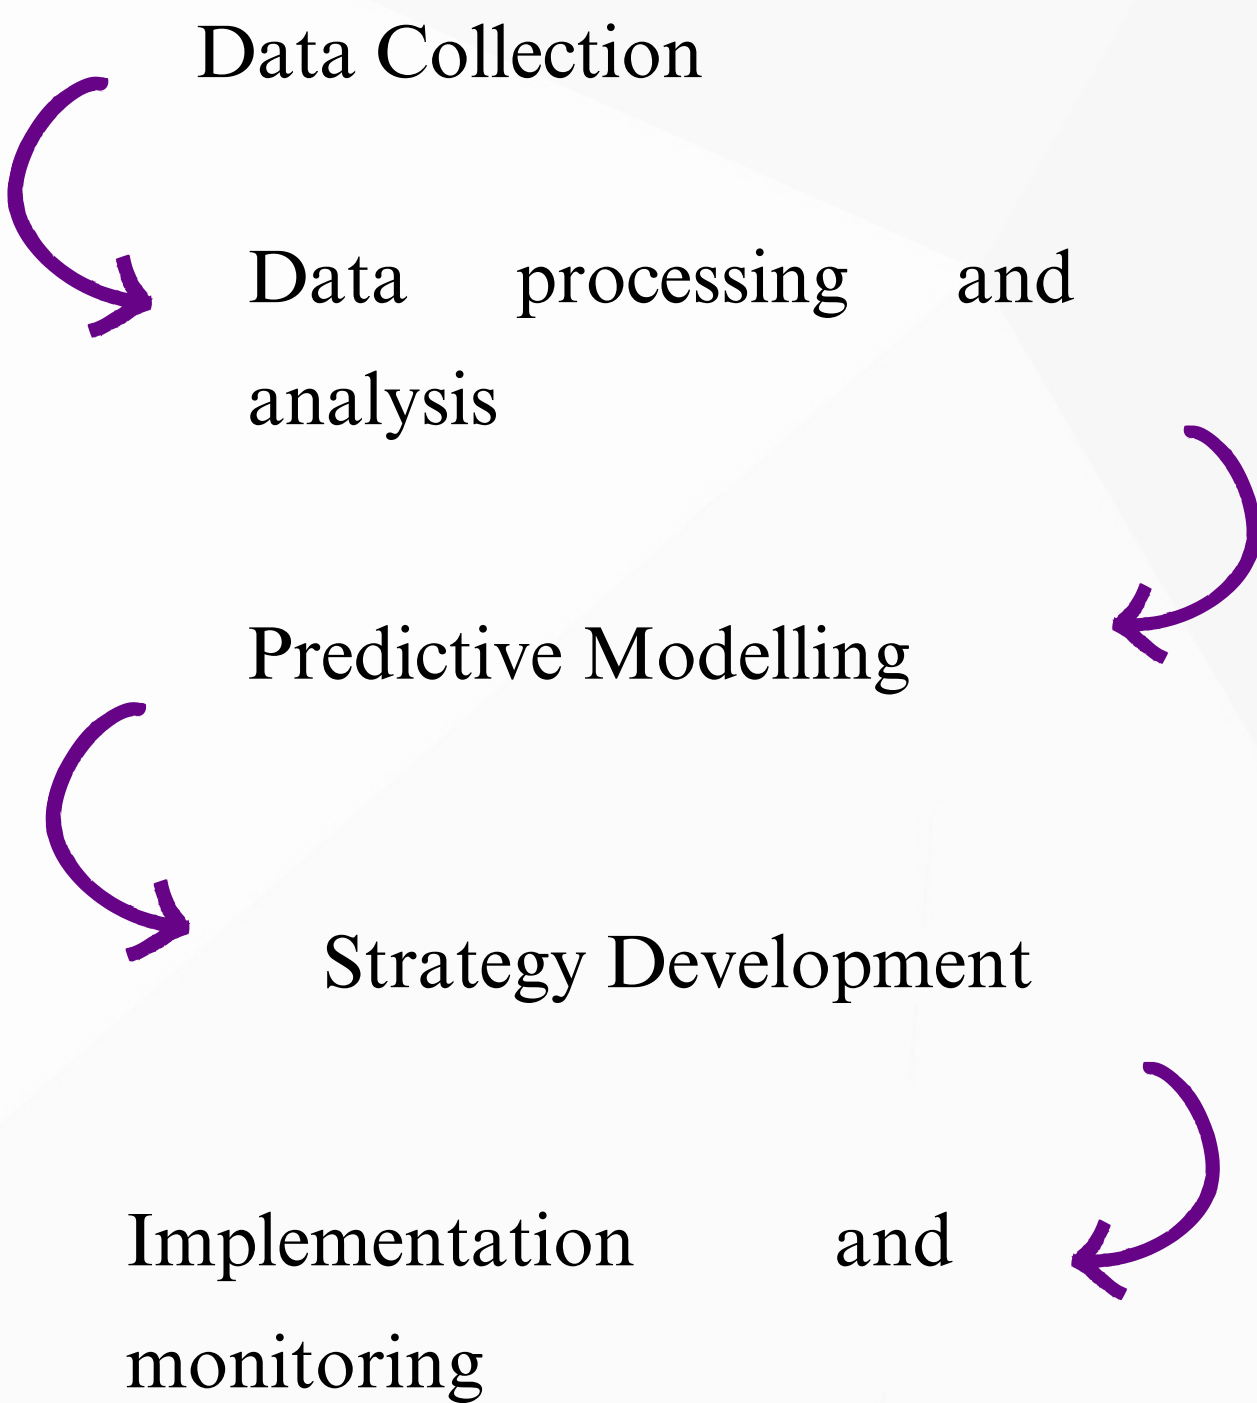 Data Collection
Data processing and
analysis
Predictive Modelling
Strategy Development
Implementation and
monitoring